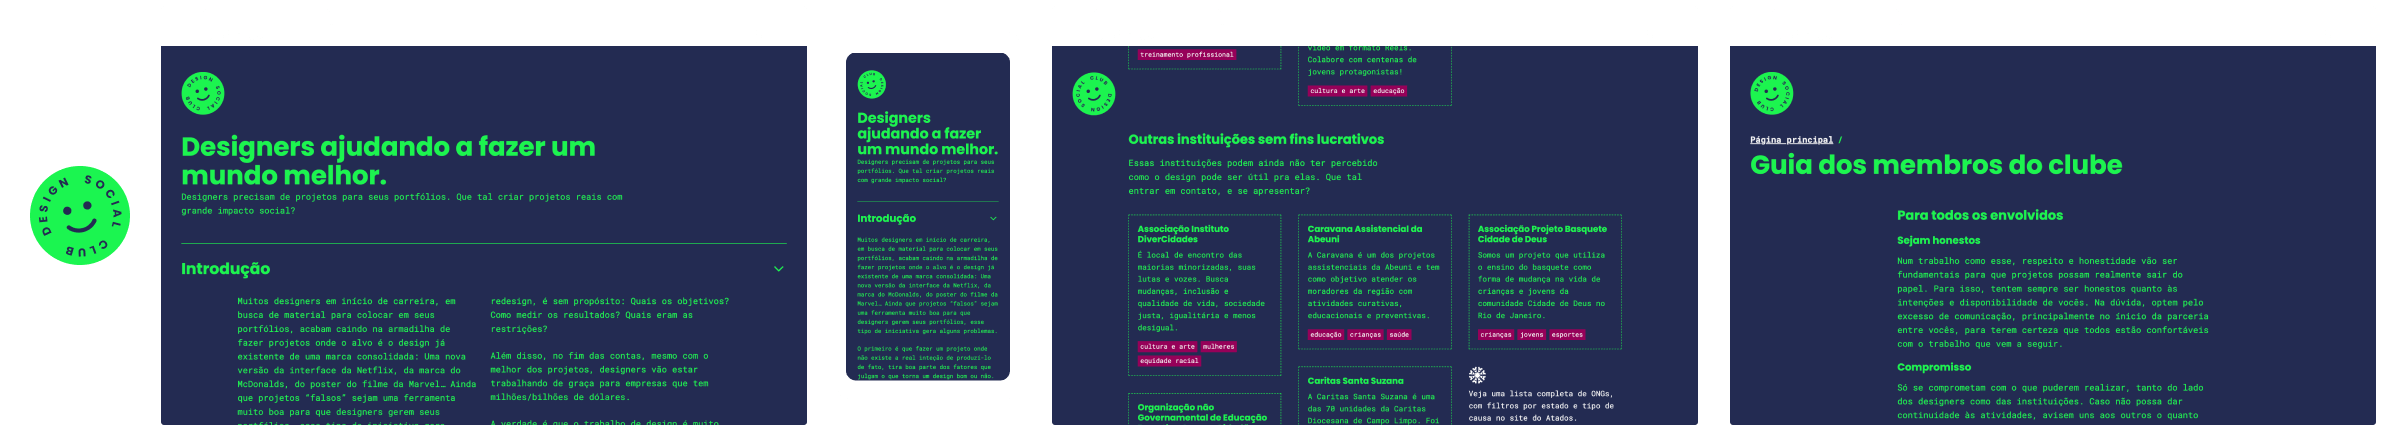 DESIGN SOCIAL CLUB
DESIGN SOCIAL CLUB
Designers ajudando a fazer um
mundo melhor.
Designers precisam de projetos para seus portfólios. Que tal criar projetos reais com
grande impacto social?
Introdução
Muitos designers em início de carreira, em
busca de material para colocar em seus
portfólios, acabam caindo na armadilha de
fazer projetos onde o alvo é o design já
existente de uma marca consolidada: Uma nova
versão da interface da Netflix, da marca do
McDonalds, do poster do filme da Marvel… Ainda
que projetos "falsos" sejam uma ferramenta
muito boa para que designers gerem seus
redesign, é sem propósito: Quais os objetivos?
Como medir os resultados? Quais eram as
restrições?
Além disso, no fim das contas, mesmo com o
melhor dos projetos, designers vão estar
trabalhando de graça para empresas que tem
milhões/bilhões de dólares.
A verdade é que o trabalho de design é muito
DESIGN SOCIAL CLUB
Designers
ajudando a fazer
um mundo melhor.
Designers precisam de projetos para seus
portfólios. Que tal criar projetos reais
com grande impacto social?
Introdução
Muitos designers em início de carreira,
em busca de material para colocar em seus
portfólios, acabam caindo na armadilha de
fazer projetos onde o alvo é o design já
existente de uma marca consolidada: Uma
nova versão da interface da Netflix, da
marca do McDonalds, do poster do filme da
Marvel… Ainda que projetos "falsos" sejam
uma ferramenta muito boa para que
designers gerem seus portfólios, esse
tipo de iniciativa gera alguns problemas.
O primeiro é que fazer um projeto onde
não existe a real inteção de produzí-lo
de fato, tira boa parte dos fatores que
julgam o que torna um design bom ou não.
treinamento profissional
vídeo em formato Reels.
Colabore com centenas de
jovens protagonistas!
cultura e arte educação
DESIGN SOCIAL CLUB
Outras instituições sem fins lucrativos
Essas instituições podem ainda não ter percebido
como o design pode ser útil pra elas. Que tal
entrar em contato, e se apresentar?
Associação Instituto
DiverCidades
É local de encontro das
maiorias minorizadas, suas
lutas e vozes. Busca
mudanças, inclusão e
qualidade de vida, sociedade
justa, igualitária e menos
desigual.
cultura e arte mulheres
equidade racial
Caravana Assistencial da
Abeuni
A Caravana é um dos projetos
assistenciais da Abeuni e tem
como objetivo atender os
moradores da região com
atividades curativas,
educacionais e preventivas.
educação crianças saúde
Associação Projeto Basquete
Cidade de Deus
Somos um projeto que utiliza
o ensino do basquete como
forma de mudança na vida de
crianças e jovens da
comunidade Cidade de Deus no
Rio de Janeiro.
crianças jovens esportes
Organização não
Governamental de Educação
Caritas Santa Suzana
A Caritas Santa Suzana é uma
das 70 unidades da Caritas
Diocesana de Campo Limpo. Foi
Veja uma lista completa de ONGs,
com filtros por estado e tipo de
causa no site do Atados.
DESIGN SOCIAL CLUB
Página principal /
Guia dos membros do clube
Para todos os envolvidos
Sejam honestos
Num trabalho como esse, respeito e honestidade vão ser
fundamentais para que projetos possam realmente sair do
papel. Para isso, tentem sempre ser honestos quanto às
intenções e disponibilidade de vocês. Na dúvida, optem pelo
excesso de comunicação, principalmente no início da parceria
entre vocês, para terem certeza que todos estão confortáveis
com o trabalho que vem a seguir.
Compromisso
Só se comprometam com o que puderem realizar, tanto do lado
dos designers como das instituições. Caso não possa dar
continuidade às atividades, avisem uns aos outros o quanto